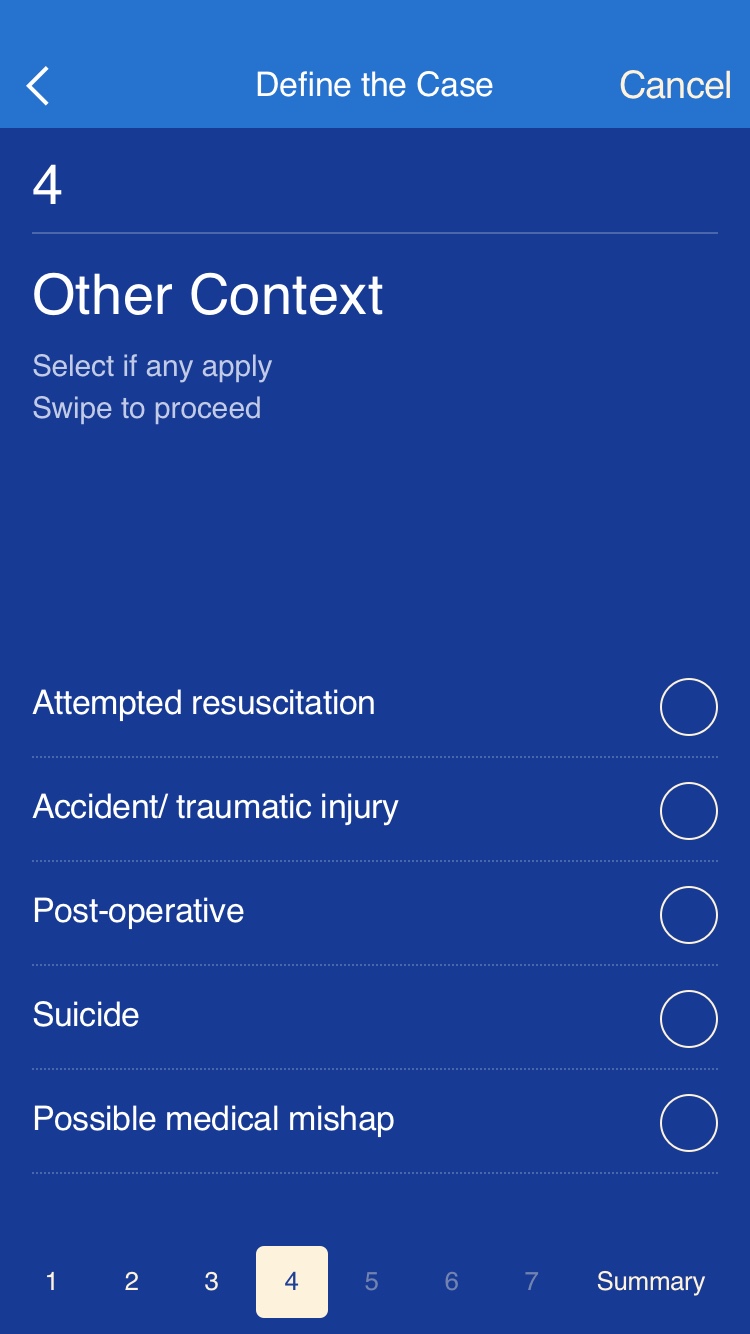 Define the Case
Cancel
4
Other Context
Select if any apply
Swipe to proceed
Attempted resuscitation
Accident/ traumatic injury
Post-operative
Suicide
Possible medical mishap
1 2 3 4 5 6 7 Summary